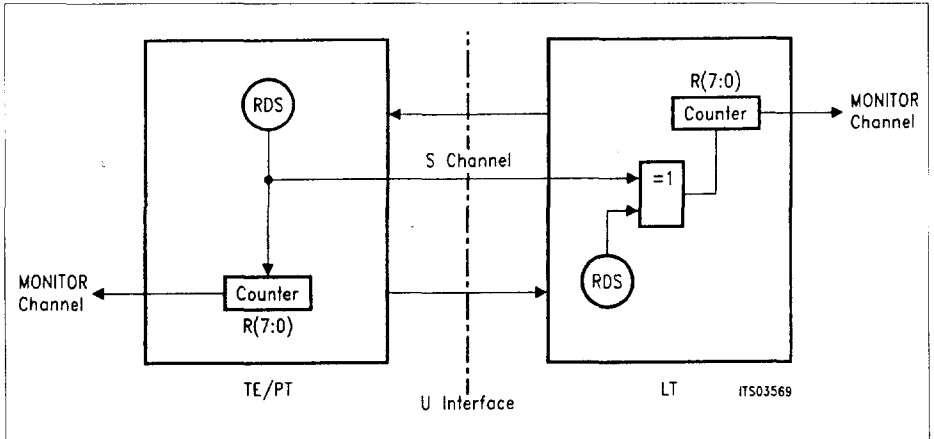 RDS
R(7:0)
Counter
MONITOR
Channel
S Channel
=1
RDS
MONITOR
Channel
Counter
R(7:0)
TE/PT
U Interface
LT
ITS03569